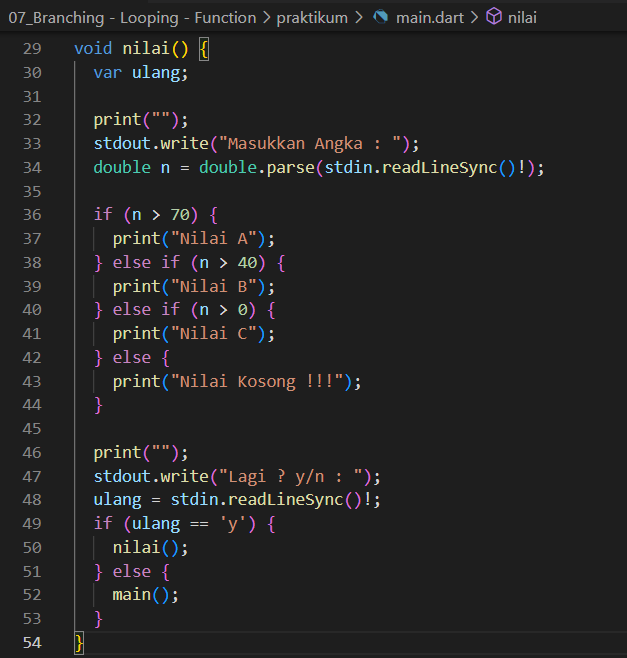 07_Branching - Looping - Function > praktikum > main.dart > nilai
29 void nilai() {
30   var ulang;
31
32   print("");
33   stdout.write("Masukkan Angka : ");
34   double n = double.parse(stdin.readLineSync()!);
35
36   if (n > 70) {
37     print("Nilai A");
38   } else if (n > 40) {
39     print("Nilai B");
40   } else if (n > 0) {
41     print("Nilai C");
42   } else {
43     print("Nilai Kosong !!!");
44   }
45
46   print("");
47   stdout.write("Lagi ? y/n : ");
48   ulang = stdin.readLineSync()!;
49   if (ulang == 'y') {
50     nilai();
51   } else {
52     main();
53   }
54 }